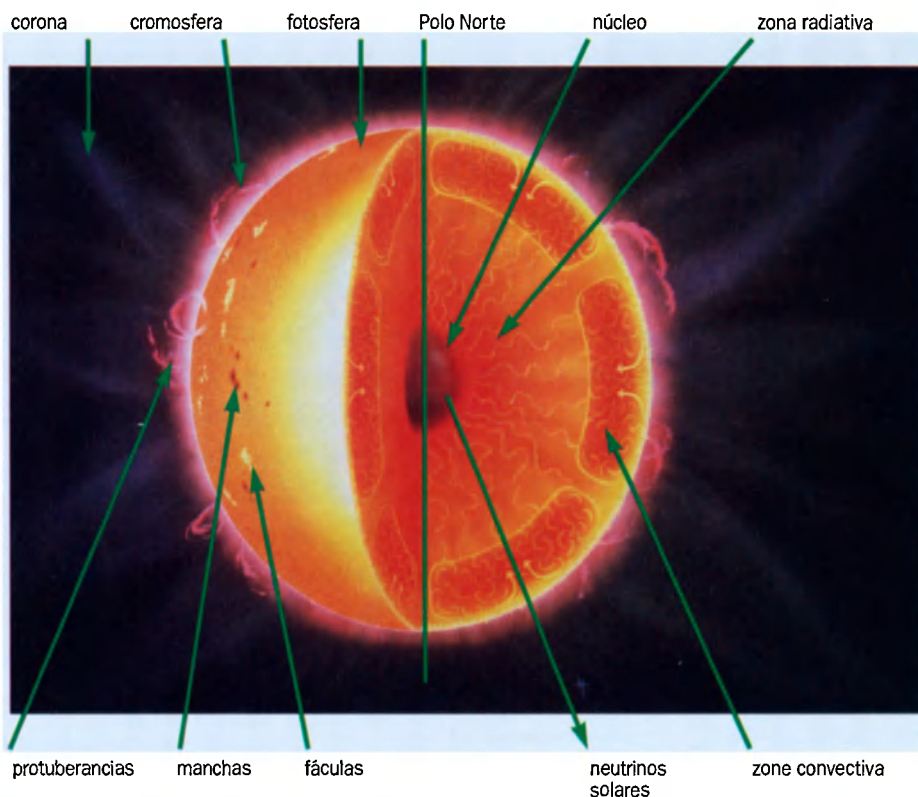 corona cromosfera fotosfera Polo Norte núcleo zona radiativa
protuberancias manchas fáculas neutrinos zone convectiva
solares